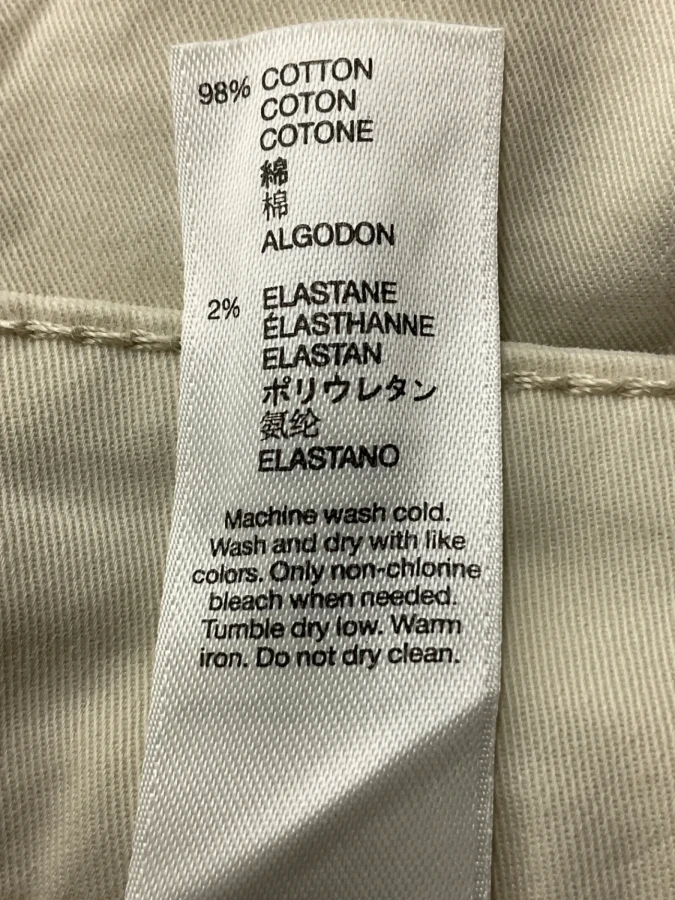 98% COTTON
COTON
COTONE
綿
棉
ALGODON
2% ELASTANE
ÉLASTHANNE
ELASTAN
ポリウレタン
氨纶
ELASTANO
Machine wash cold.
Wash and dry with like
colors. Only non-chlorine
bleach when needed.
Tumble dry low. Warm
iron. Do not dry clean.